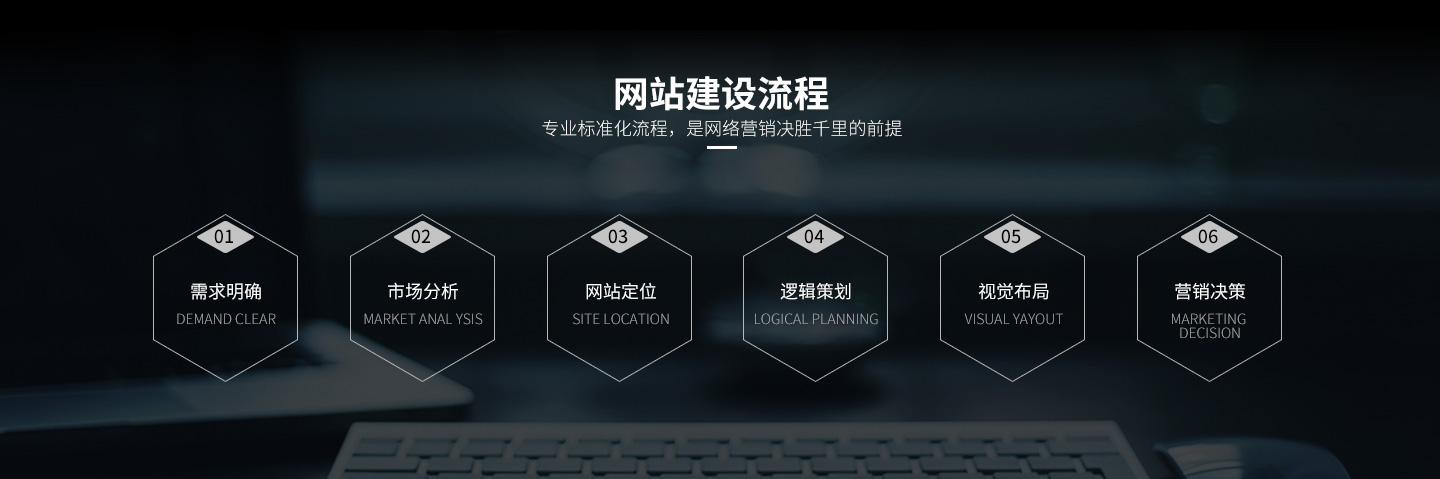 网站建设流程
专业标准化流程，是网络营销决胜千里的前提
01
需求明确
DEMAND CLEAR
02
市场分析
MARKET ANAL YSIS
03
网站定位
SITE LOCATION
04
逻辑策划
LOGICAL PLANNING
05
视觉布局
VISUAL YAYOUT
06
营销决策
MARKETING
DECISION